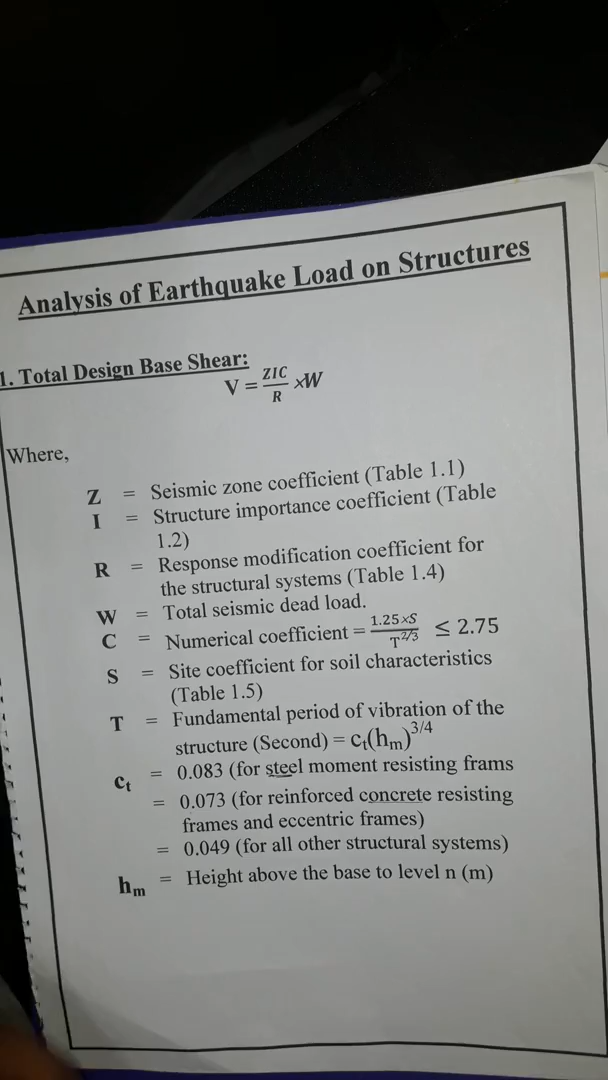 Analysis of Earthquake Load on Structures
1. Total Design Base Shear:
V = ZIC/R xW
Where,
Z = Seismic zone coefficient (Table 1.1)
I = Structure importance coefficient (Table
1.2)
R = Response modification coefficient for
the structural systems (Table 1.4)
W = Total seismic dead load.
C = Numerical coefficient = 1.25×S/T^2/3 ≤ 2.75
S = Site coefficient for soil characteristics
(Table 1.5)
T = Fundamental period of vibration of the
structure (Second) = cₜ(hₘ)^3/4
cₜ = 0.083 (for steel moment resisting frams
= 0.073 (for reinforced concrete resisting
frames and eccentric frames)
= 0.049 (for all other structural systems)
hₘ = Height above the base to level n (m)